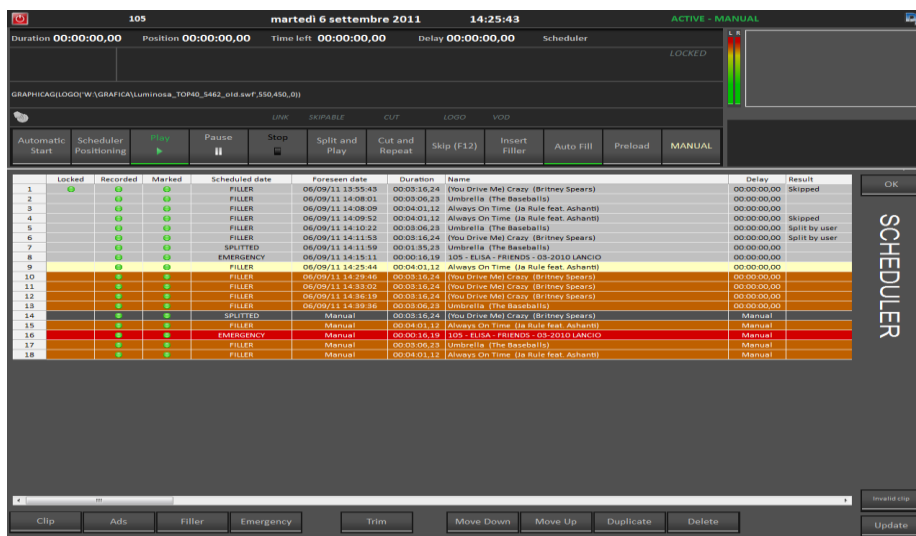 105 martedì 6 settembre 2011 14:25:43 ACTIVE - MANUAL
Duration 00:00:00,00 Position 00:00:00,00 Time left 00:00:00,00 Delay 00:00:00,00 Scheduler
L R
LOCKED
GRAPHICAG(LOGO('W:\GRAFICA\Luminosa_TOP40_5462_old.swf',550,450,,0))
LINK SKIPABLE CUT LOGO VOD
Automatic Start Scheduler Positioning Play Pause Stop Split and Play Cut and Repeat Skip (F12) Insert Filler Auto Fill Preload MANUAL
Locked Recorded Marked Scheduled date Foreseen date Duration Name Delay Result
1 FILLER 06/09/11 13:55:43 00:03:16,24 (You Drive Me) Crazy (Britney Spears) 00:00:00,00 Skipped
2 FILLER 06/09/11 14:08:01 00:03:06,23 Umbrella (The Baseballs) 00:00:00,00
3 FILLER 06/09/11 14:08:09 00:04:01,12 Always On Time (Ja Rule feat. Ashanti) 00:00:00,00
4 FILLER 06/09/11 14:09:52 00:04:01,12 Always On Time (Ja Rule feat. Ashanti) 00:00:00,00 Skipped
5 FILLER 06/09/11 14:10:22 00:03:06,23 Umbrella (The Baseballs) 00:00:00,00 Split by user
6 FILLER 06/09/11 14:11:53 00:03:16,24 (You Drive Me) Crazy (Britney Spears) 00:00:00,00 Split by user
7 SPLITTED 06/09/11 14:11:59 00:01:35,23 Umbrella (The Baseballs) 00:00:00,00
8 EMERGENCY 06/09/11 14:15:11 00:00:16,19 105 - ELISA - FRIENDS - 03-2010 LANCIO 00:00:00,00
9 FILLER 06/09/11 14:25:44 00:04:01,12 Always On Time (Ja Rule feat. Ashanti) 00:00:00,00
10 FILLER 06/09/11 14:29:46 00:03:16,24 (You Drive Me) Crazy (Britney Spears) 00:00:00,00
11 FILLER 06/09/11 14:33:02 00:03:16,24 (You Drive Me) Crazy (Britney Spears) 00:00:00,00
12 FILLER 06/09/11 14:36:19 00:03:16,24 (You Drive Me) Crazy (Britney Spears) 00:00:00,00
13 FILLER 06/09/11 14:39:36 00:03:06,23 Umbrella (The Baseballs) 00:00:00,00
14 SPLITTED Manual 00:03:16,24 (You Drive Me) Crazy (Britney Spears) Manual
15 FILLER Manual 00:04:01,12 Always On Time (Ja Rule feat. Ashanti) Manual
16 EMERGENCY Manual 00:00:16,19 105 - ELISA - FRIENDS - 03-2010 LANCIO Manual
17 FILLER Manual 00:03:06,23 Umbrella (The Baseballs) Manual
18 FILLER Manual 00:04:01,12 Always On Time (Ja Rule feat. Ashanti) Manual
OK
SCHEDULER
Invalid clip
Clip Ads Filler Emergency Trim Move Down Move Up Duplicate Delete Update